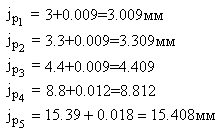 jp1 = 3+0.009=3.009мм
jp2 = 3.3+0.009=3.309мм
jp3 = 4.4+0.009=4.409
jp4 = 8.8+0.012=8.812
jp5 = 15.39 + 0.018 = 15.408мм